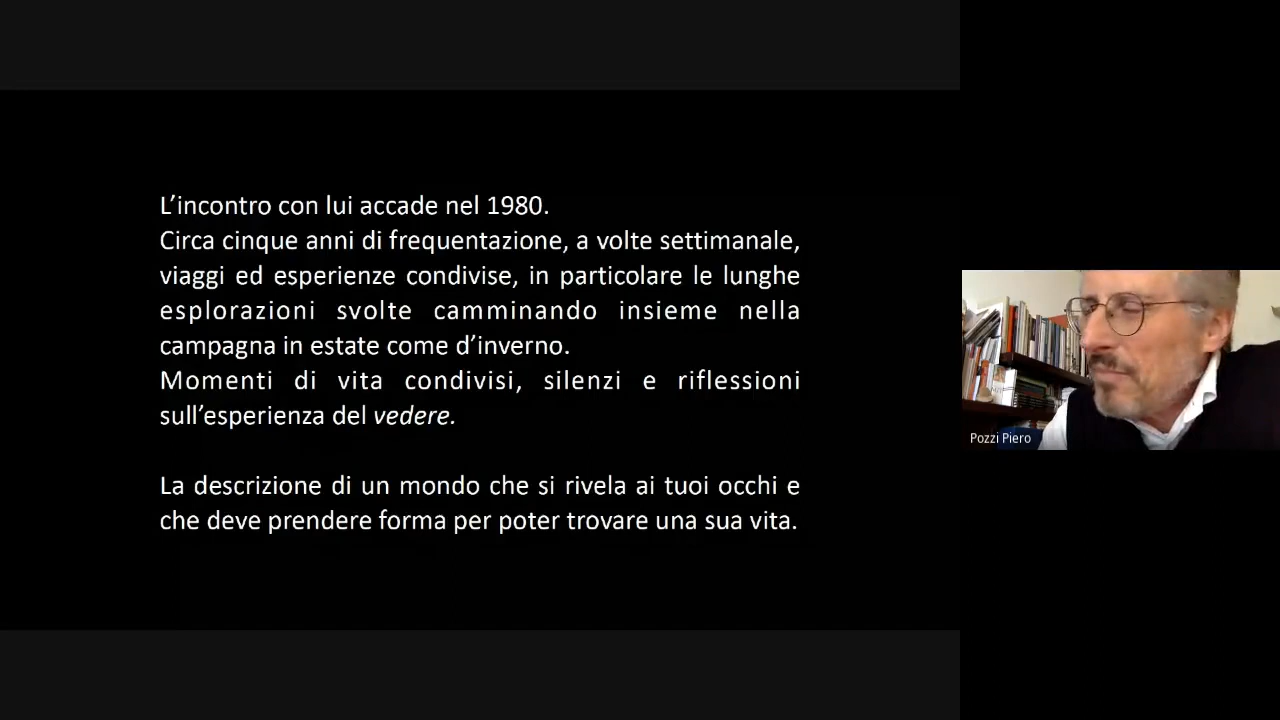 L’incontro con lui accade nel 1980.
Circa cinque anni di frequentazione, a volte settimanale,
viaggi ed esperienze condivise, in particolare le lunghe
esplorazioni svolte camminando insieme nella
campagna in estate come d’inverno.
Momenti di vita condivisi, silenzi e riflessioni
sull’esperienza del vedere.
La descrizione di un mondo che si rivela ai tuoi occhi e
che deve prendere forma per poter trovare una sua vita.
Pozzi Piero